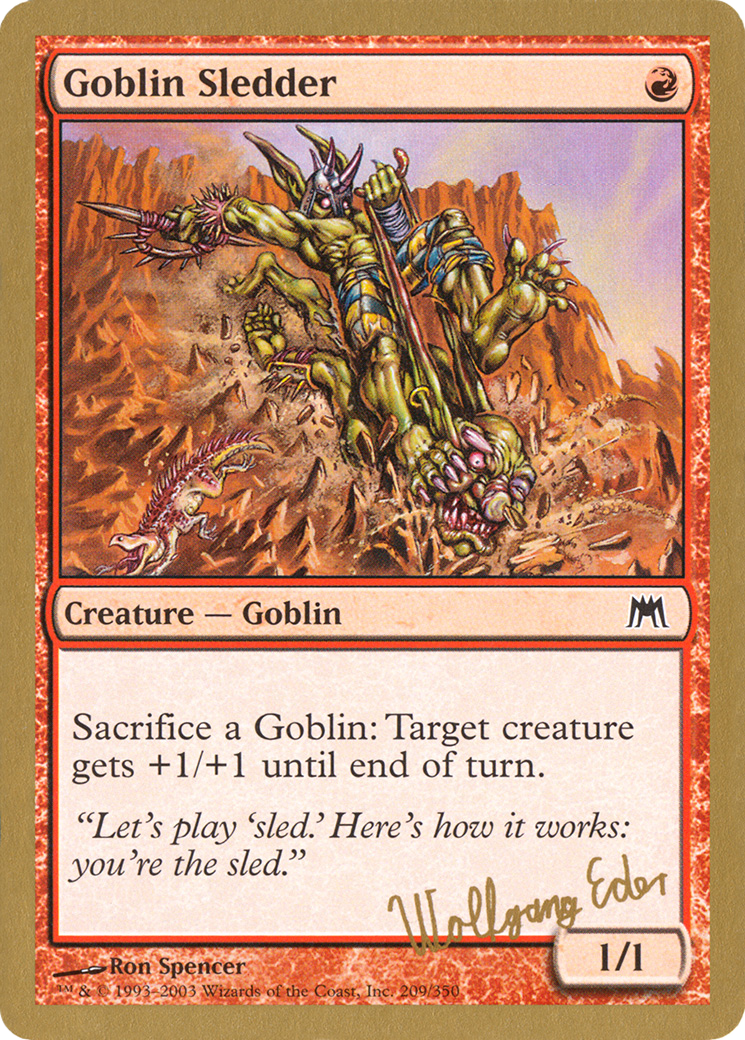 Goblin Sledder
Creature — Goblin
Sacrifice a Goblin: Target creature
gets +1/+1 until end of turn.
“Let’s play ‘sled.’ Here’s how it works:
you’re the sled.”
Wolfgang Eder
1/1
Ron Spencer
™ & © 1993–2003 Wizards of the Coast, Inc. 209/350